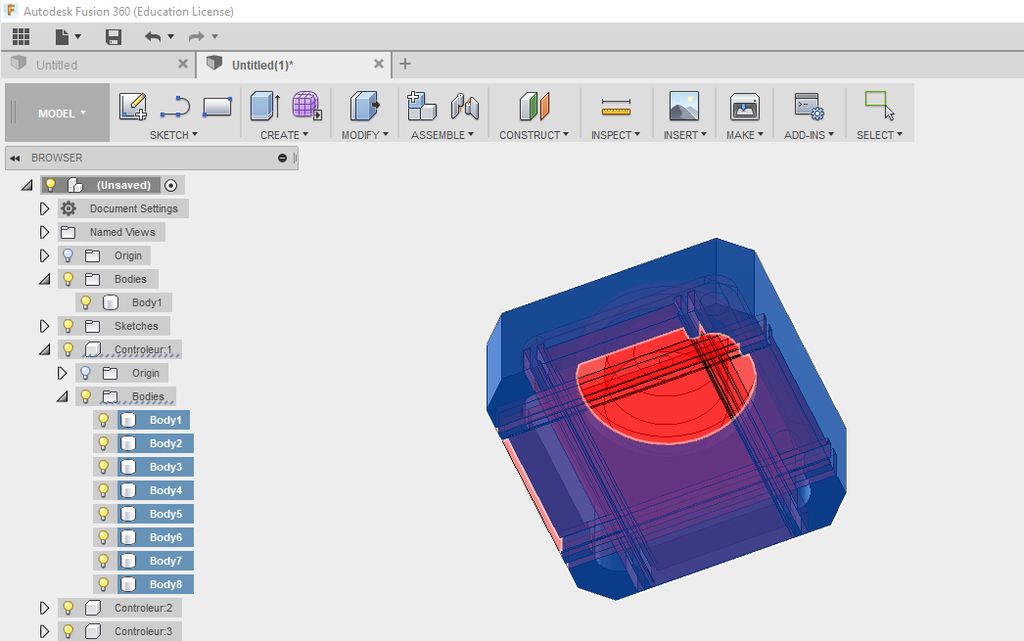 Autodesk Fusion 360 (Education License)
Untitled
Untitled(1)*
MODEL
SKETCH
CREATE
MODIFY
ASSEMBLE
CONSTRUCT
INSPECT
INSERT
MAKE
ADD-INS
SELECT
BROWSER
(Unsaved)
Document Settings
Named Views
Origin
Bodies
Body1
Sketches
Controleur:1
Origin
Bodies
Body1
Body2
Body3
Body4
Body5
Body6
Body7
Body8
Controleur:2
Controleur:3